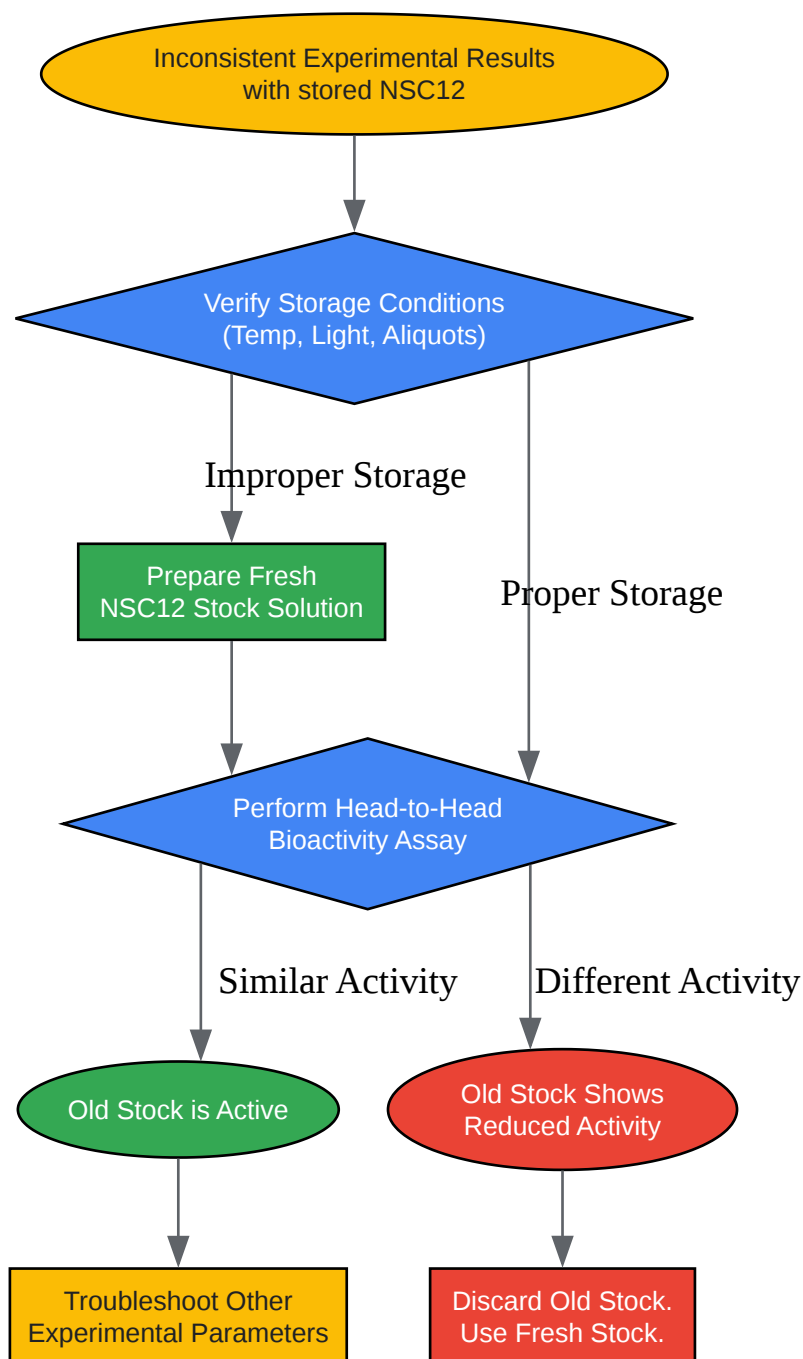 Inconsistent Experimental Results
with stored NSC12
Verify Storage Conditions
(Temp, Light, Aliquots)
Improper Storage
Prepare Fresh
NSC12 Stock Solution
Proper Storage
Perform Head-to-Head
Bioactivity Assay
Similar Activity
Different Activity
Old Stock is Active
Old Stock Shows
Reduced Activity
Troubleshoot Other
Experimental Parameters
Discard Old Stock.
Use Fresh Stock.